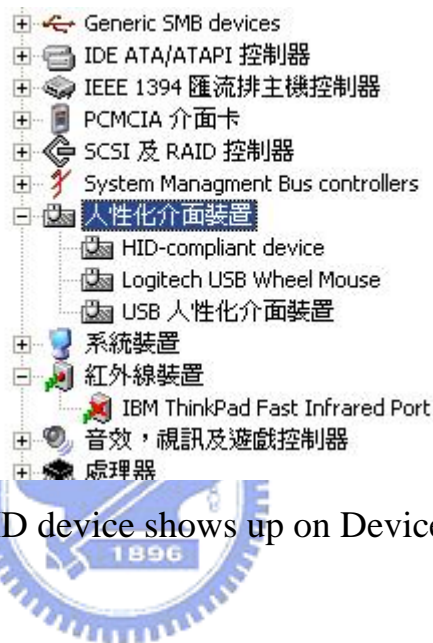 Generic SMB devices
IDE ATA/ATAPI 控制器
IEEE 1394 匯流排主機控制器
PCMCIA 介面卡
SCSI 及 RAID 控制器
System Managment Bus controllers
人性化介面裝置
HID-compliant device
Logitech USB Wheel Mouse
USB 人性化介面裝置
系統裝置
紅外線裝置
IBM ThinkPad Fast Infrared Port
音效，視訊及遊戲控制器
處理器
D device shows up on Device
1896